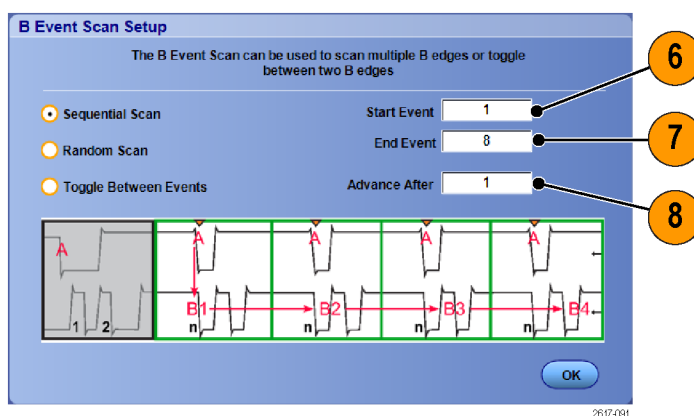 B Event Scan Setup
The B Event Scan can be used to scan multiple B edges or toggle
between two B edges
Sequential Scan
Random Scan
Toggle Between Events
Start Event 1
End Event 8
Advance After 1
6
7
8
A A A A A
B1 B2 B3 B4
1 2 n n n n
OK
2617-091